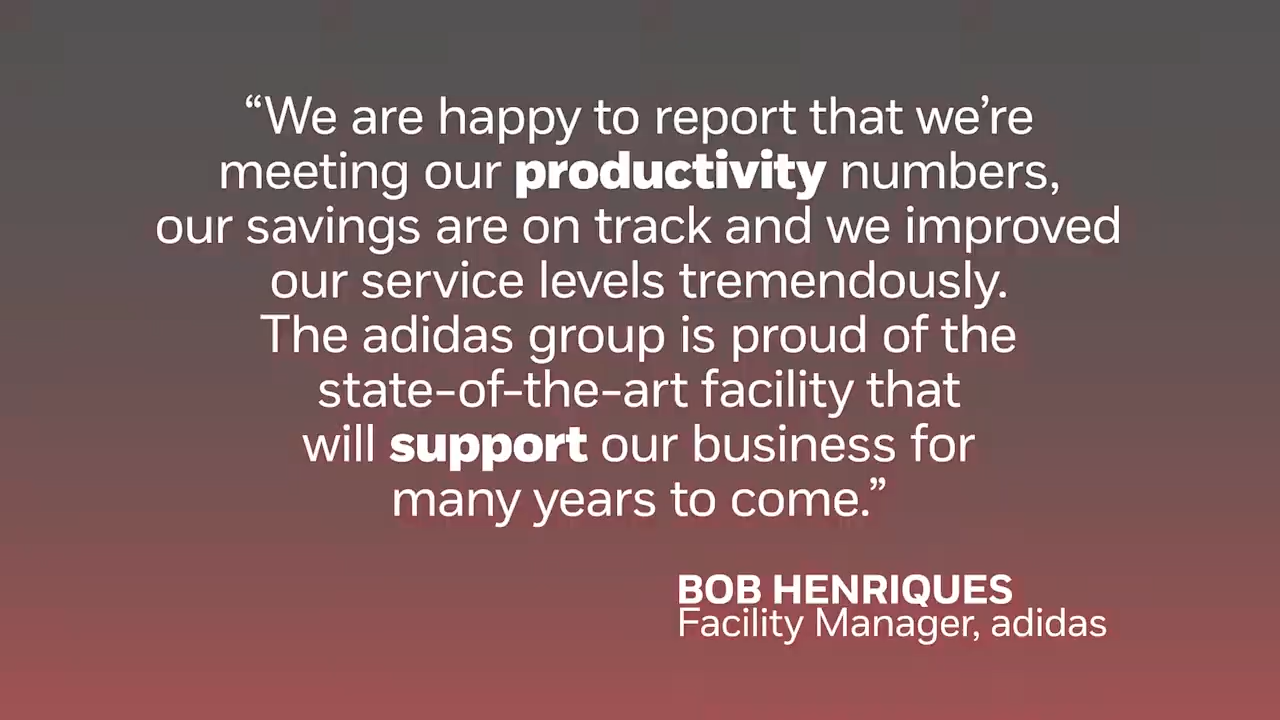 “We are happy to report that we’re
meeting our productivity numbers,
our savings are on track and we improved
our service levels tremendously.
The adidas group is proud of the
state-of-the-art facility that
will support our business for
many years to come.”
BOB HENRIQUES
Facility Manager, adidas